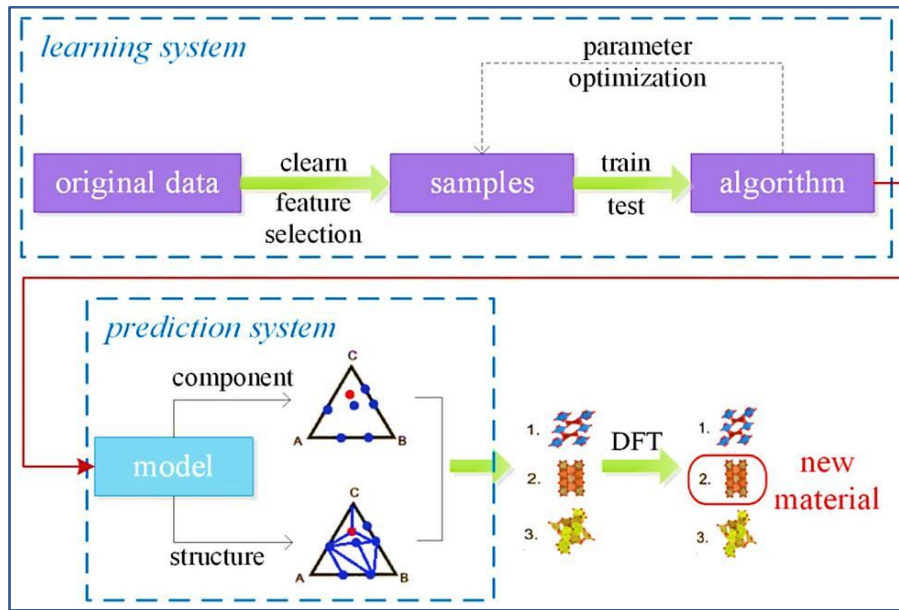 learning system
parameter
optimization
original data
clearn
feature
selection
samples
train
test
algorithm
prediction system
component
C
A
B
model
structure
C
A
B
1.
2.
3.
DFT
1.
2.
3.
new
material